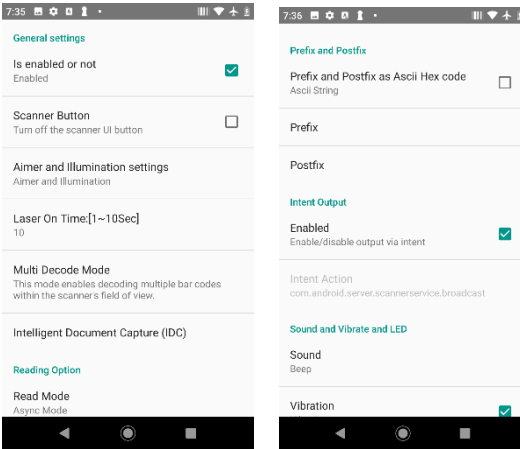 7:35
General settings
Is enabled or not
Enabled
Scanner Button
Turn off the scanner UI button
Aimer and Illumination settings
Aimer and Illumination
Laser On Time:[1~10Sec]
10
Multi Decode Mode
This mode enables decoding multiple bar codes
within the scanner's field of view.
Intelligent Document Capture (IDC)
Reading Option
Read Mode
Async Mode
7:36
Prefix and Postfix
Prefix and Postfix as Ascii Hex code
Ascii String
Prefix
Postfix
Intent Output
Enabled
Enable/disable output via intent
Intent Action
com.android.server.scannerservice.broadcast
Sound and Vibrate and LED
Sound
Beep
Vibration